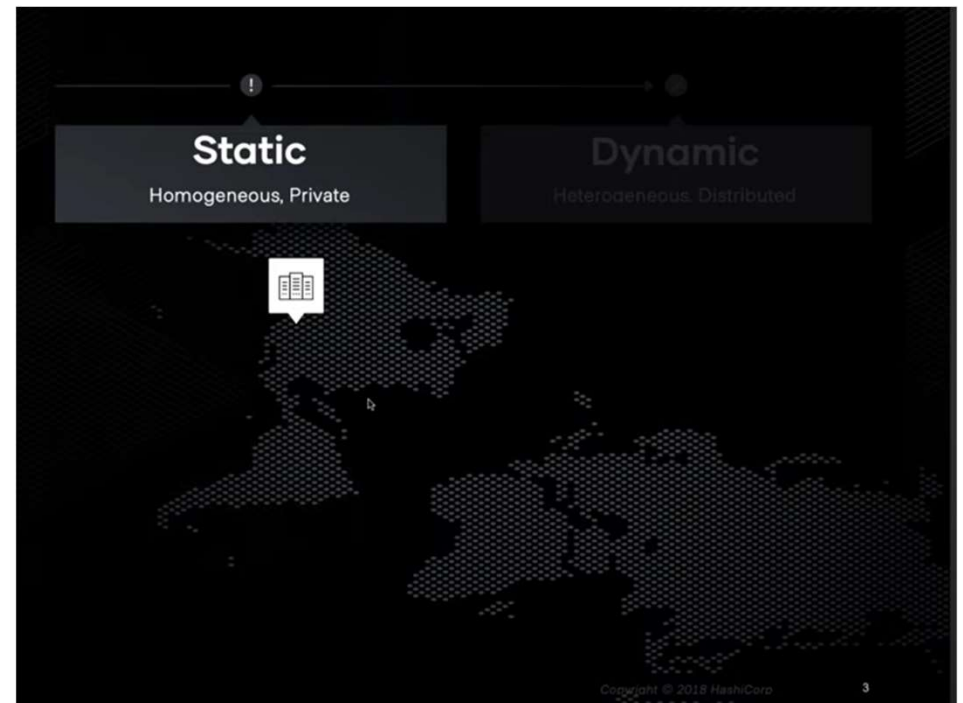 !
Static
Dynamic
Homogeneous, Private
Heterogeneous, Distributed
Copyright © 2018 HashiCorp
3